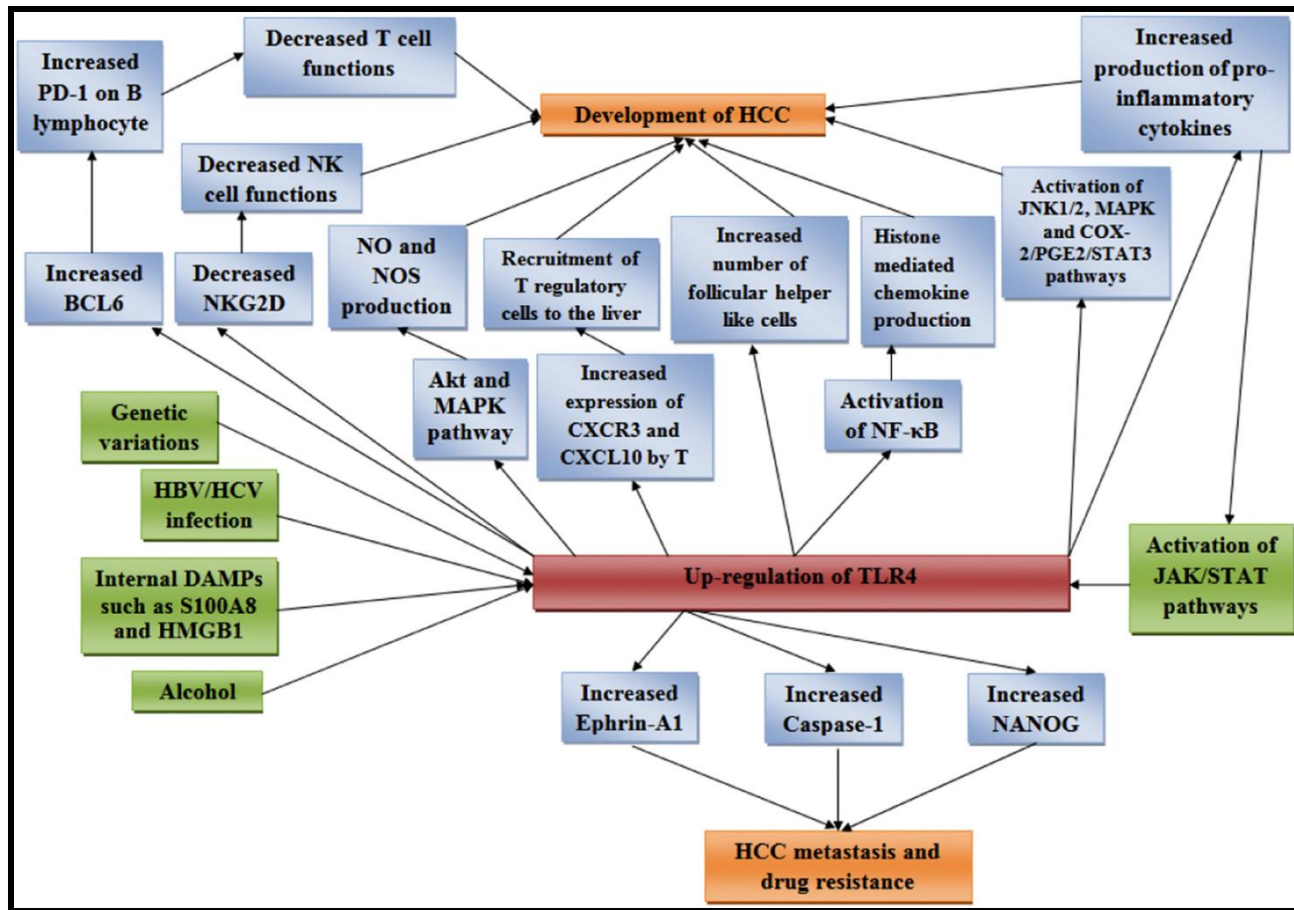 Increased
PD-1 on B
lymphocyte
Decreased T cell
functions
Development of HCC
Increased
production of pro-
inflammatory
cytokines
Decreased NK
cell functions
Activation of
JNK1/2, MAPK
and COX-
2/PGE2/STAT3
pathways
Increased
BCL6
Decreased
NKG2D
NO and
NOS
production
Recruitment of
T regulatory
cells to the liver
Increased
number of
follicular helper
like cells
Histone
mediated
chemokine
production
Genetic
variations
Akt and
MAPK
pathway
Increased
expression of
CXCR3 and
CXCL10 by T
Activation
of NF-κB
HBV/HCV
infection
Internal DAMPs
such as S100A8
and HMGB1
Alcohol
Up-regulation of TLR4
Activation of
JAK/STAT
pathways
Increased
Ephrin-A1
Increased
Caspase-1
Increased
NANOG
HCC metastasis and
drug resistance